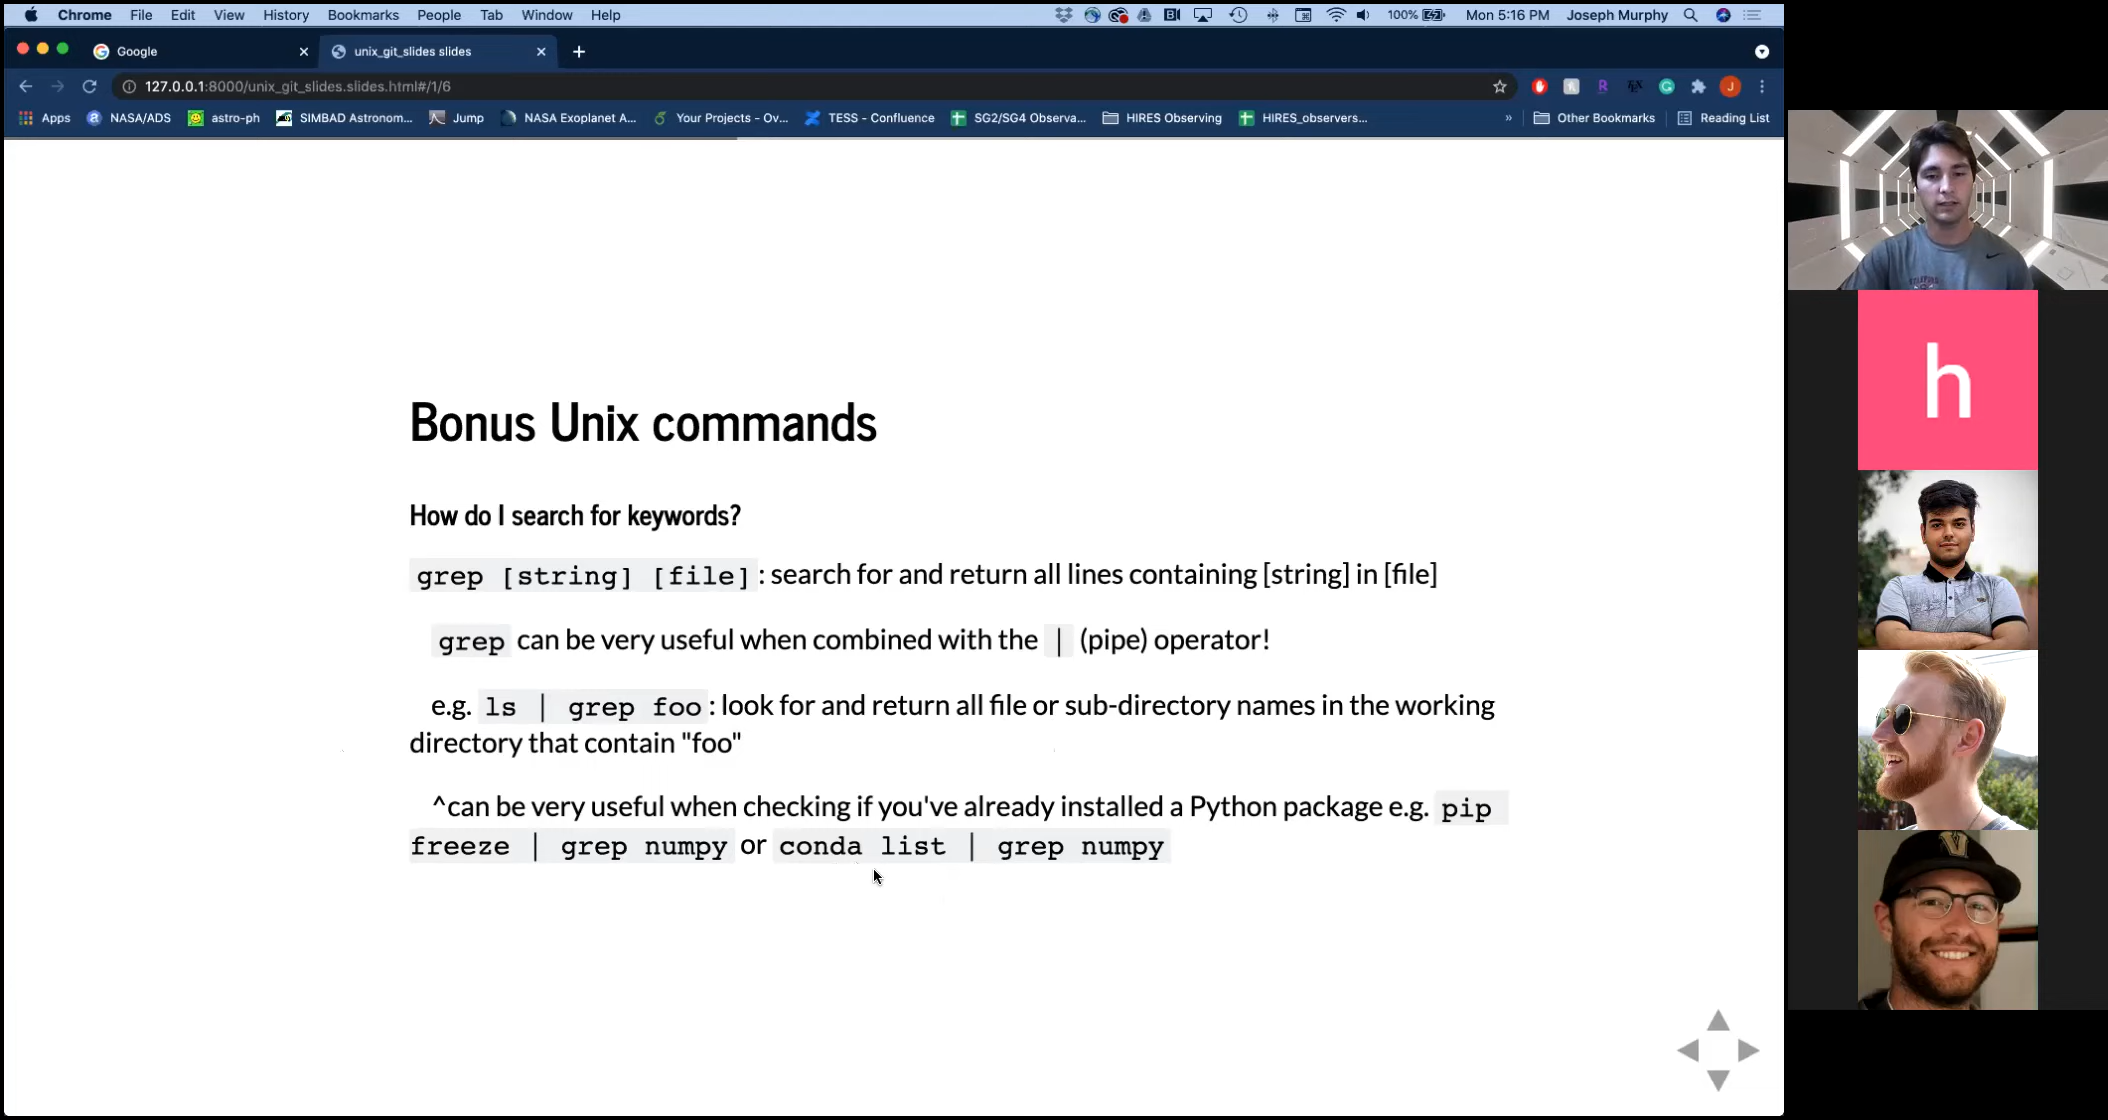 Chrome File Edit View History Bookmarks People Tab Window Help 100% Mon 5:16 PM Joseph Murphy
Google unix_git_slides slides
127.0.0.1:8000/unix_git_slides.slides.html#/1/6
Apps NASA/ADS astro-ph SIMBAD Astronom... Jump NASA Exoplanet A... Your Projects - Ov... TESS - Confluence SG2/SG4 Observa... HIRES Observing HIRES_observers... » Other Bookmarks Reading List
Bonus Unix commands
How do I search for keywords?
grep [string] [file] : search for and return all lines containing [string] in [file]
grep can be very useful when combined with the | (pipe) operator!
e.g. ls | grep foo : look for and return all file or sub-directory names in the working
directory that contain "foo"
^can be very useful when checking if you've already installed a Python package e.g. pip
freeze | grep numpy or conda list | grep numpy
h
V